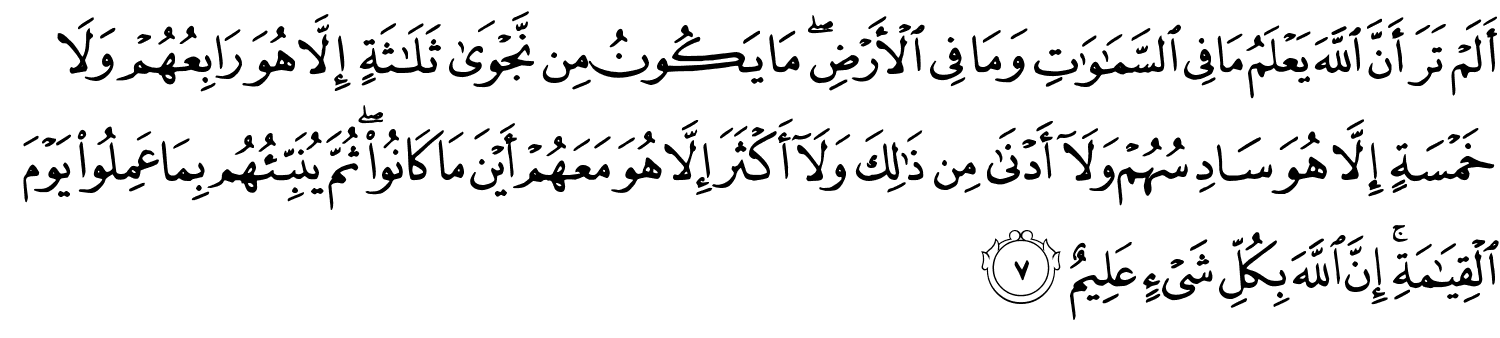 أَلَمۡ تَرَ أَنَّ ٱللَّهَ يَعۡلَمُ مَا فِي ٱلسَّمَٰوَٰتِ وَمَا فِي ٱلۡأَرۡضِۖ مَا يَكُونُ مِن نَّجۡوَىٰ ثَلَٰثَةٍ إِلَّا هُوَ رَابِعُهُمۡ وَلَا
خَمۡسَةٍ إِلَّا هُوَ سَادِسُهُمۡ وَلَآ أَدۡنَىٰ مِن ذَٰلِكَ وَلَآ أَكۡثَرَ إِلَّا هُوَ مَعَهُمۡ أَيۡنَ مَا كَانُواْۖ ثُمَّ يُنَبِّئُهُم بِمَا عَمِلُواْ يَوۡمَ
ٱلۡقِيَٰمَةِۚ إِنَّ ٱللَّهَ بِكُلِّ شَيۡءٍ عَلِيمٌ ٧